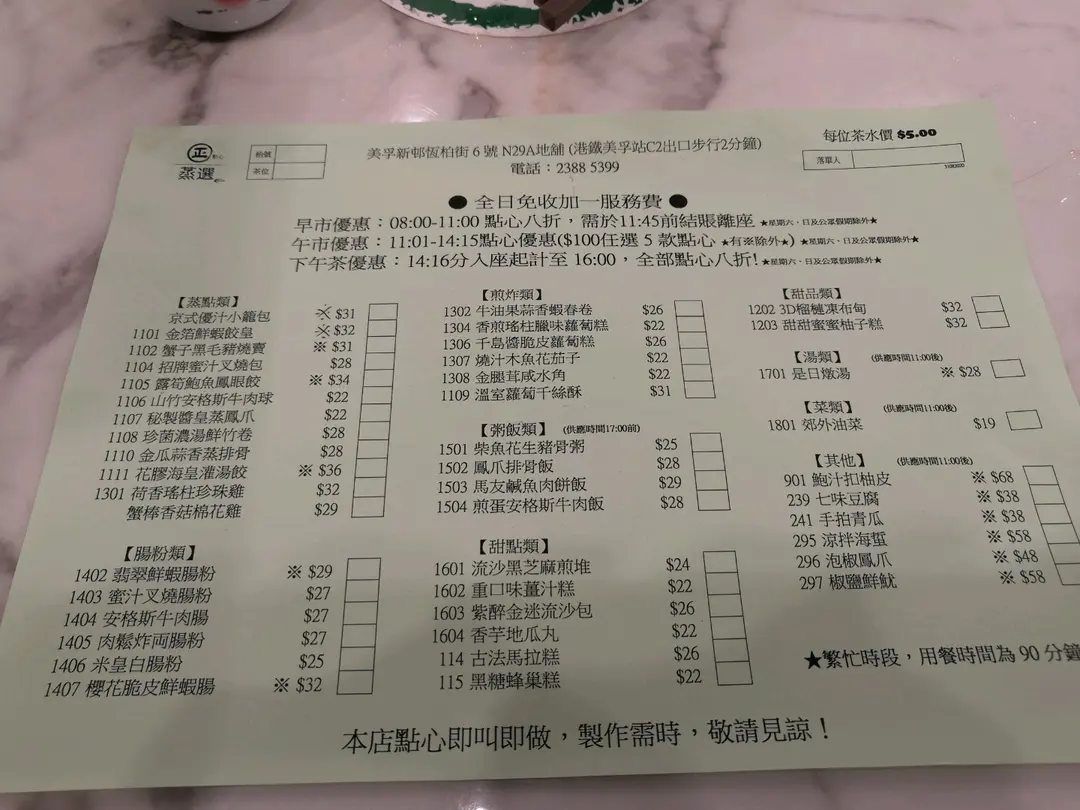 正 點心
蒸選
枱號
茶位
美孚新邨恆柏街 6 號 N29A地舖 (港鐵美孚站C2出口步行2分鐘)
電話：2388 5399
每位茶水價 $5.00
落單人
● 全日免收加一服務費 ●
早市優惠：08:00-11:00 點心八折，需於11:45前結賬離座 ★星期六、日及公眾假期除外★
午市優惠：11:01-14:15點心優惠($100任選 5 款點心 ★有※除外★) ★星期六、日及公眾假期除外★
下午茶優惠：14:16分入座起計至 16:00，全部點心八折! ★星期六、日及公眾假期除外★
【蒸點類】
京式優汁小籠包 ※ $31
1101 金箔鮮蝦餃皇 ※ $32
1102 蟹子黑毛豬燒賣 ※ $31
1104 招牌蜜汁叉燒包 $28
1105 露筍鮑魚鳳眼餃 ※ $34
1106 山竹安格斯牛肉球 $22
1107 秘製醬皇蒸鳳爪 $22
1108 珍菌濃湯鮮竹卷 $28
1110 金瓜蒜香蒸排骨 $28
1111 花膠海皇灌湯餃 ※ $36
1301 荷香瑤柱珍珠雞 $32
蟹棒香菇棉花雞 $29
【腸粉類】
1402 翡翠鮮蝦腸粉 ※ $29
1403 蜜汁叉燒腸粉 $27
1404 安格斯牛肉腸 $27
1405 肉鬆炸両腸粉 $27
1406 米皇白腸粉 $25
1407 櫻花脆皮鮮蝦腸 ※ $32
【煎炸類】
1302 牛油果蒜香蝦春卷 $26
1304 香煎瑤柱臘味蘿蔔糕 $22
1306 千島醬脆皮蘿蔔糕 $26
1307 燒汁木魚花茄子 $22
1308 金腿茸咸水角 $22
1109 溫室蘿蔔千絲酥 $31
【粥飯類】 (供應時間17:00前)
1501 柴魚花生豬骨粥 $25
1502 鳳爪排骨飯 $28
1503 馬友鹹魚肉餅飯 $29
1504 煎蛋安格斯牛肉飯 $28
【甜點類】
1601 流沙黑芝麻煎堆 $24
1602 重口味薑汁糕 $22
1603 紫醉金迷流沙包 $26
1604 香芋地瓜丸 $22
114 古法馬拉糕 $26
115 黑糖蜂巢糕 $22
【甜品類】
1202 3D榴槤凍布甸 $32
1203 甜甜蜜蜜柚子糕 $32
【湯類】 (供應時間11:00後)
1701 是日燉湯 ※ $28
【菜類】 (供應時間11:00後)
1801 郊外油菜 $19
【其他】 (供應時間11:00後)
901 鮑汁扣柚皮 ※ $68
239 七味豆腐 ※ $38
241 手拍青瓜 ※ $38
295 涼拌海蜇 ※ $58
296 泡椒鳳爪 ※ $48
297 椒鹽鮮魷 ※ $58
★繁忙時段，用餐時間為 90 分鐘
本店點心即叫即做，製作需時，敬請見諒！